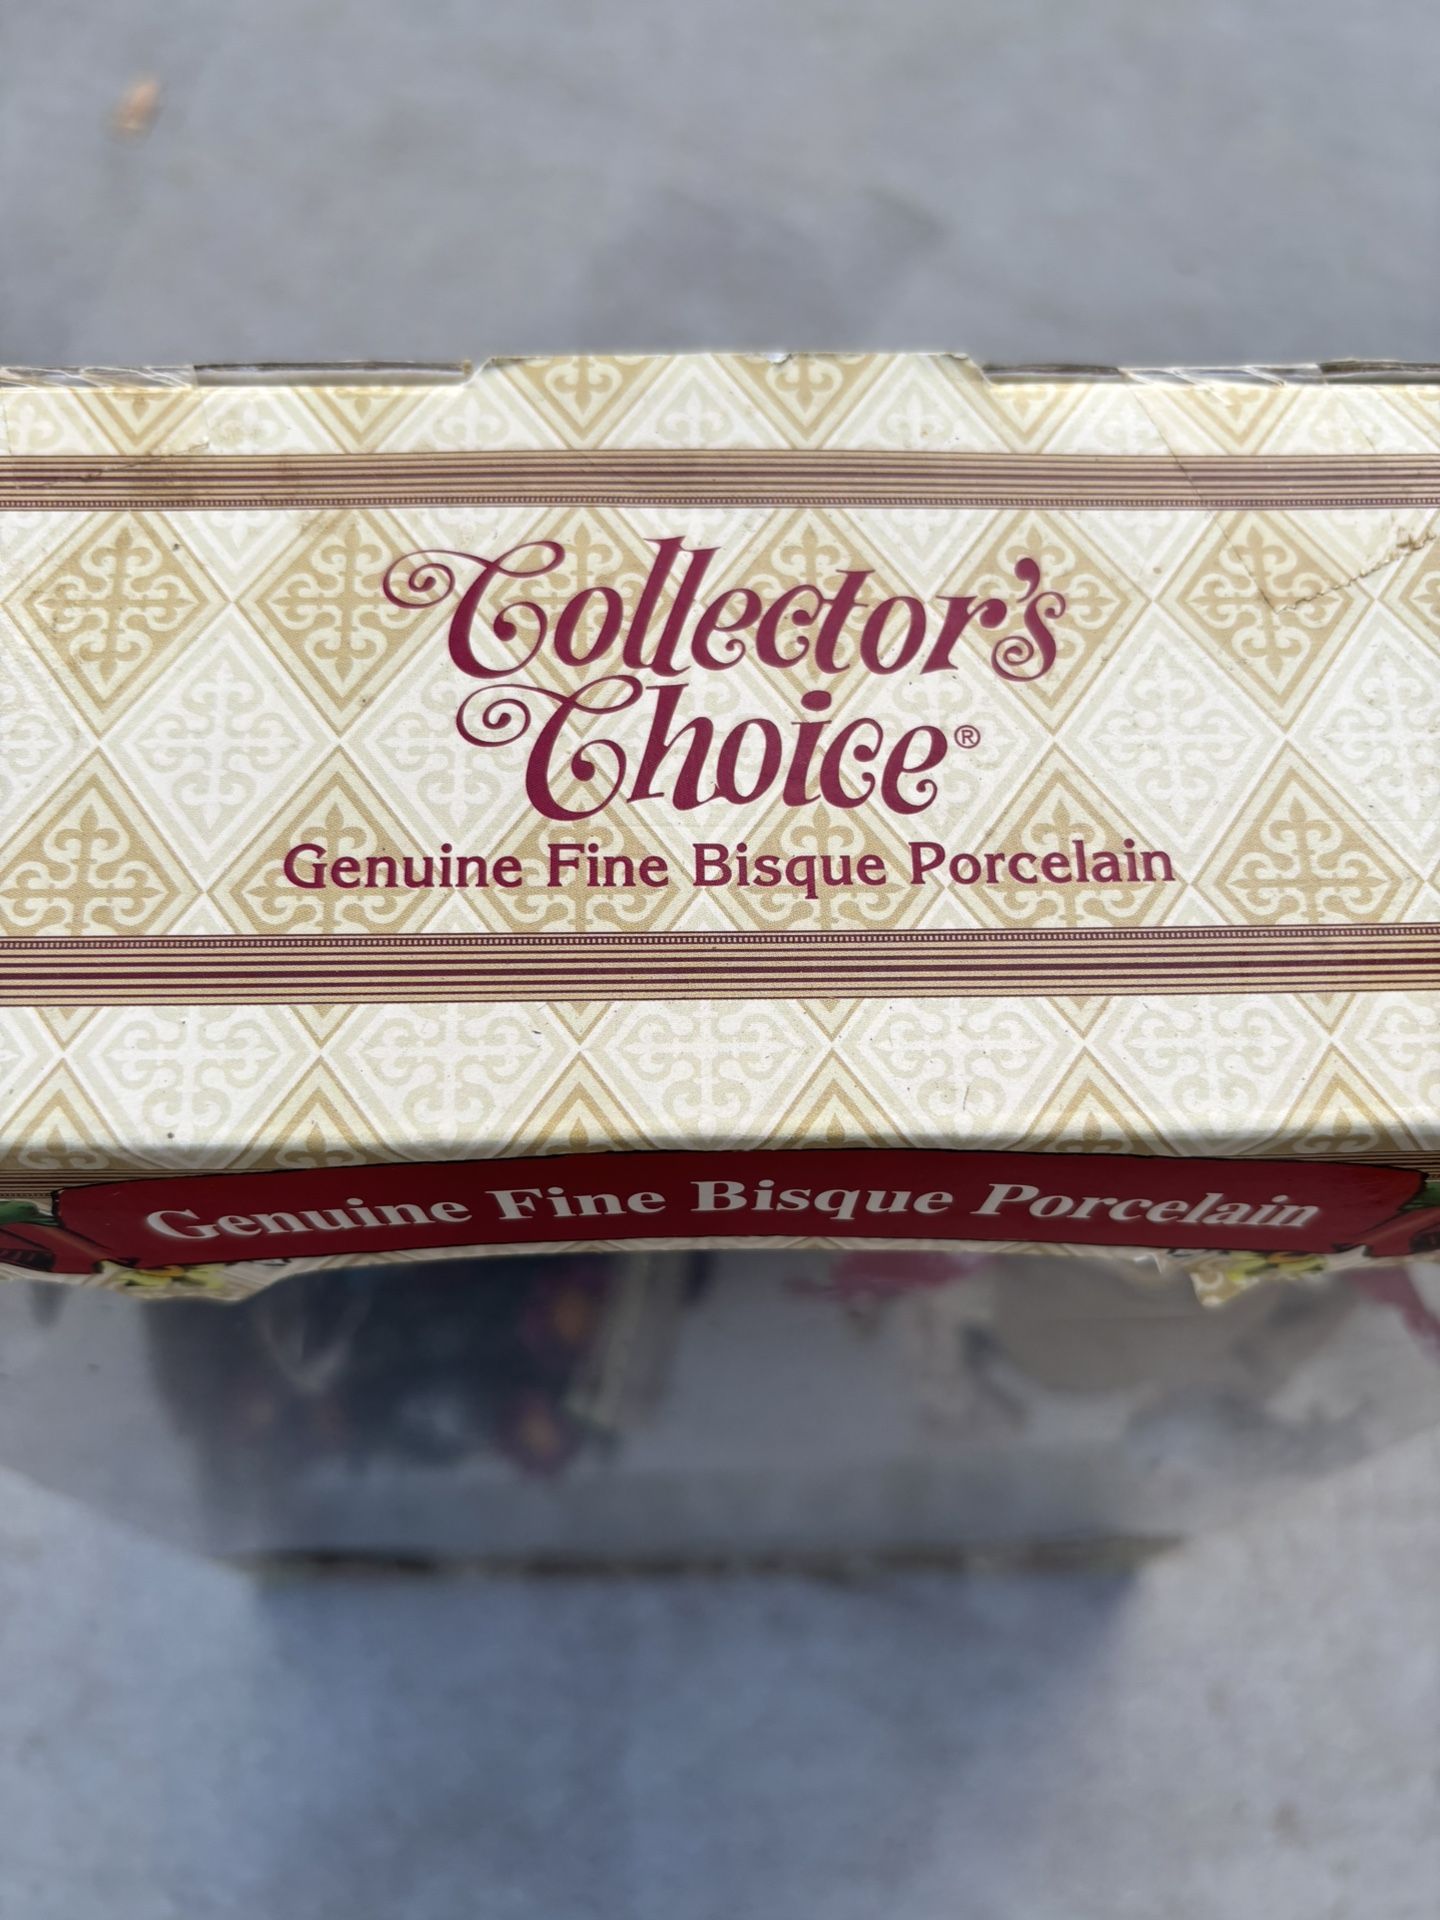 Collector's
Choice®
Genuine Fine Bisque Porcelain
Genuine Fine Bisque Porcelain